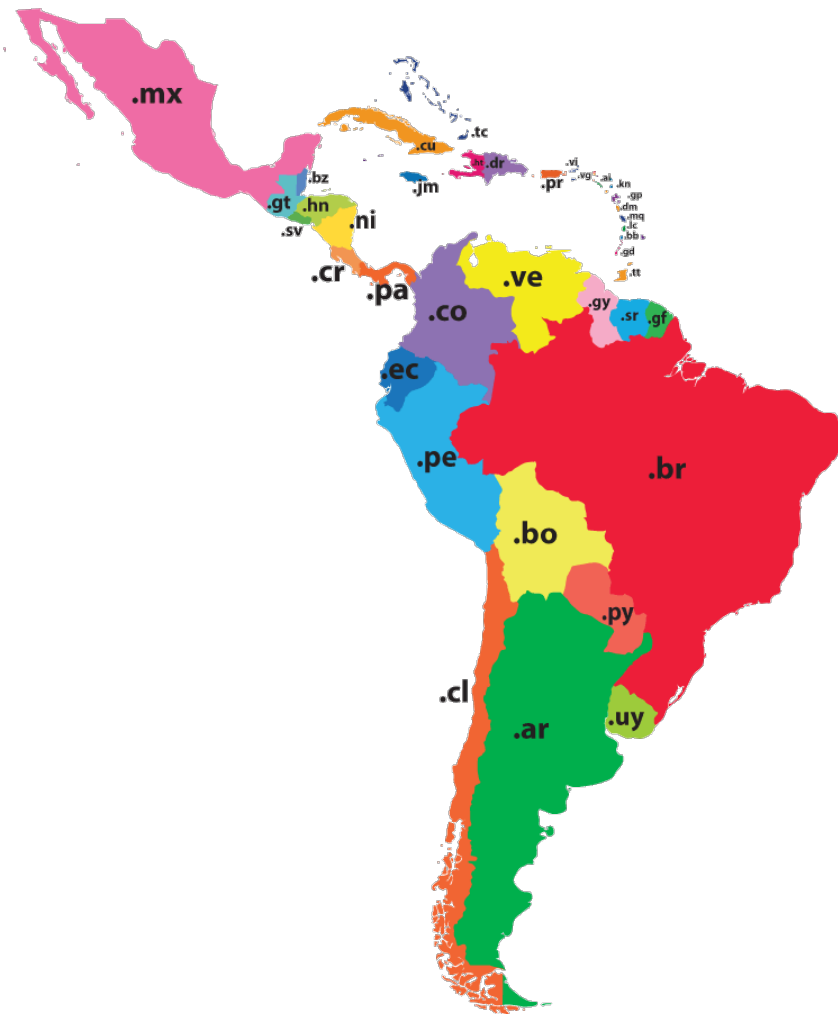 .mx
.tc
.cu
.ht
.dr
.vi
.pr
.vg
.ai
.kn
.bz
.jm
.gp
.gt
.hn
.dm
.mq
.ni
.lc
.sv
.bb
.gd
.cr
.tt
.pa
.ve
.co
.gy
.sr
.gf
.ec
.pe
.br
.bo
.py
.cl
.uy
.ar